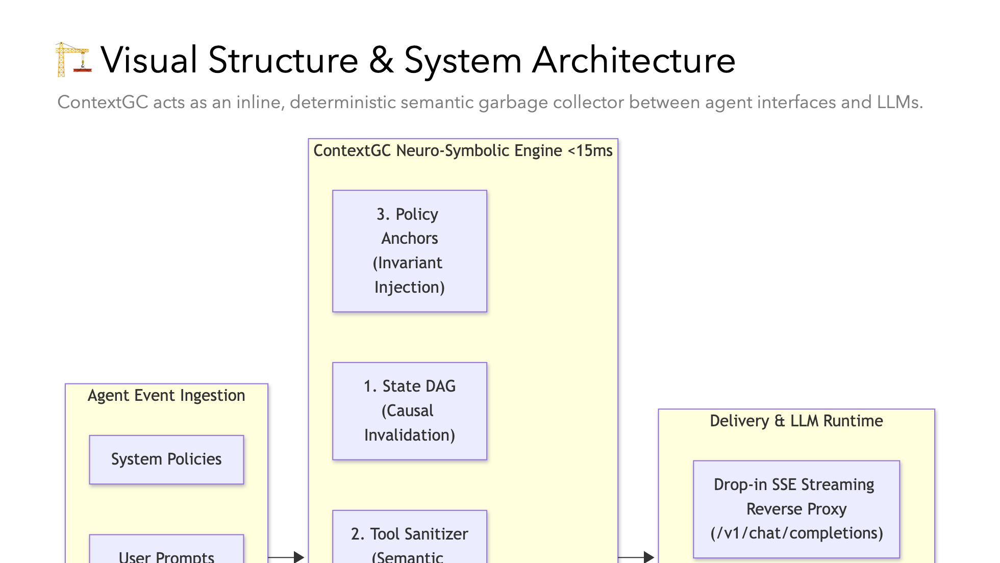 Visual Structure & System Architecture
ContextGC acts as an inline, deterministic semantic garbage collector between agent interfaces and LLMs.
ContextGC Neuro-Symbolic Engine <15ms
3. Policy
Anchors
(Invariant
Injection)
1. State DAG
(Causal
Invalidation)
2. Tool Sanitizer
(Semantic
Agent Event Ingestion
System Policies
User Prompts
Delivery & LLM Runtime
Drop-in SSE Streaming
Reverse Proxy
(/v1/chat/completions)